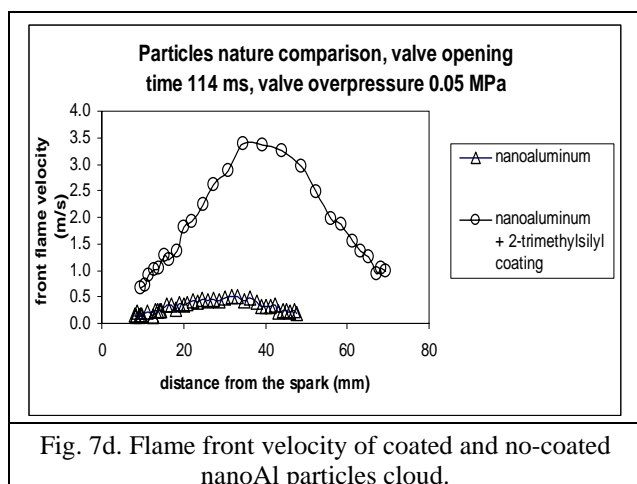 Particles nature comparison, valve opening
time 114 ms, valve overpressure 0.05 MPa
front flame velocity
(m/s)
4.0
3.5
3.0
2.5
2.0
1.5
1.0
0.5
0.0
0
20
40
60
80
distance from the spark (mm)
nanoaluminum
nanoaluminum
+ 2-trimethylsilyl
coating
Fig. 7d. Flame front velocity of coated and no-coated
nanoAl particles cloud.